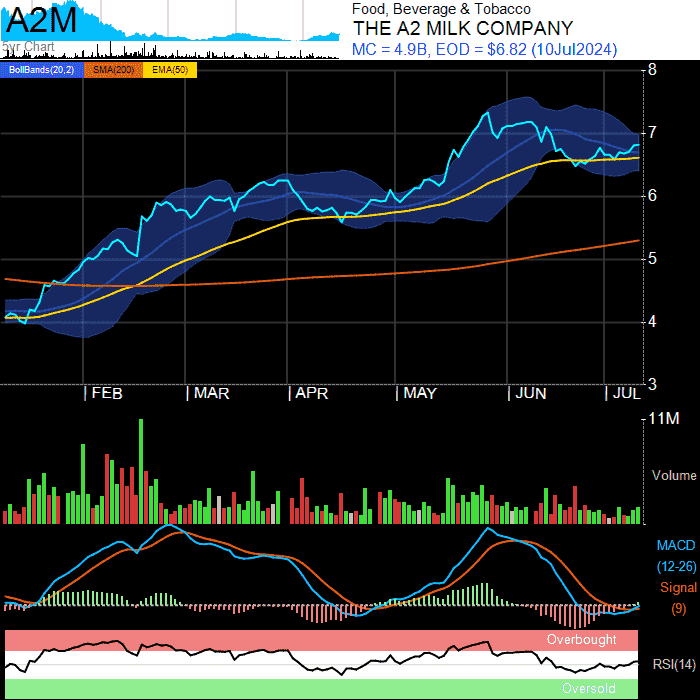 A2M
5yr Chart
Food, Beverage & Tobacco
THE A2 MILK COMPANY
MC = 4.9B, EOD = $6.82 (10Jul2024)
BollBands(20,2) SMA(200) EMA(50)
8
7
6
5
4
3
| FEB | MAR | APR | MAY | JUN | JUL
11M
Volume
MACD
(12-26)
Signal
(9)
Overbought
RSI(14)
Oversold